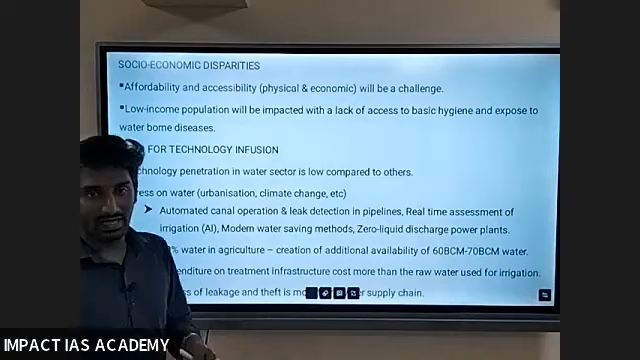 SOCIO-ECONOMIC DISPARITIES
▪Affordability and accessibility (physical & economic) will be a challenge.
▪Low-income population will be impacted with a lack of access to basic hygiene and expose to
water borne diseases.
FOR TECHNOLOGY INFUSION
chnology penetration in water sector is low compared to others.
ress on water (urbanisation, climate change, etc)
➤ Automated canal operation & leak detection in pipelines, Real time assessment of
irrigation (AI), Modern water saving methods, Zero-liquid discharge power plants.
% water in agriculture – creation of additional availability of 60BCM-70BCM water.
enditure on treatment infrastructure cost more than the raw water used for irrigation.
s of leakage and theft is supply chain.
IMPACT IAS ACADEMY